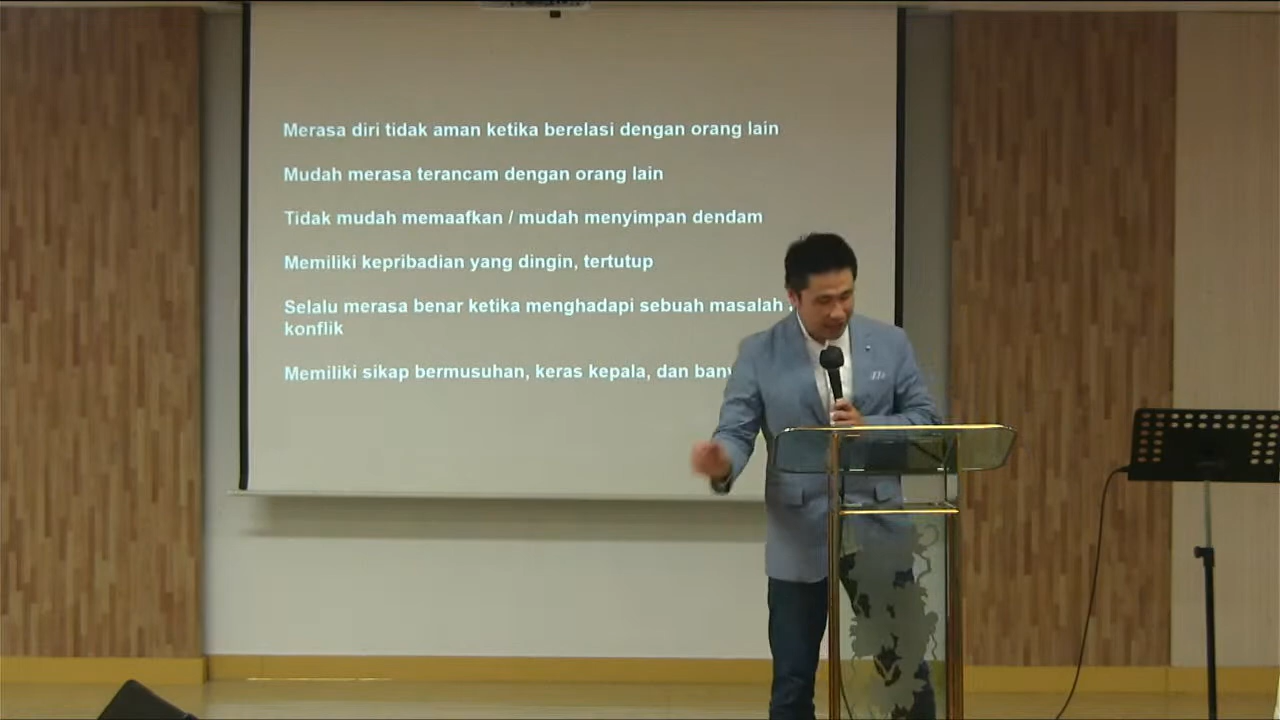 Merasa diri tidak aman ketika berelasi dengan orang lain
Mudah merasa terancam dengan orang lain
Tidak mudah memaafkan / mudah menyimpan dendam
Memiliki kepribadian yang dingin, tertutup
Selalu merasa benar ketika menghadapi sebuah masalah
konflik
Memiliki sikap bermusuhan, keras kepala, dan